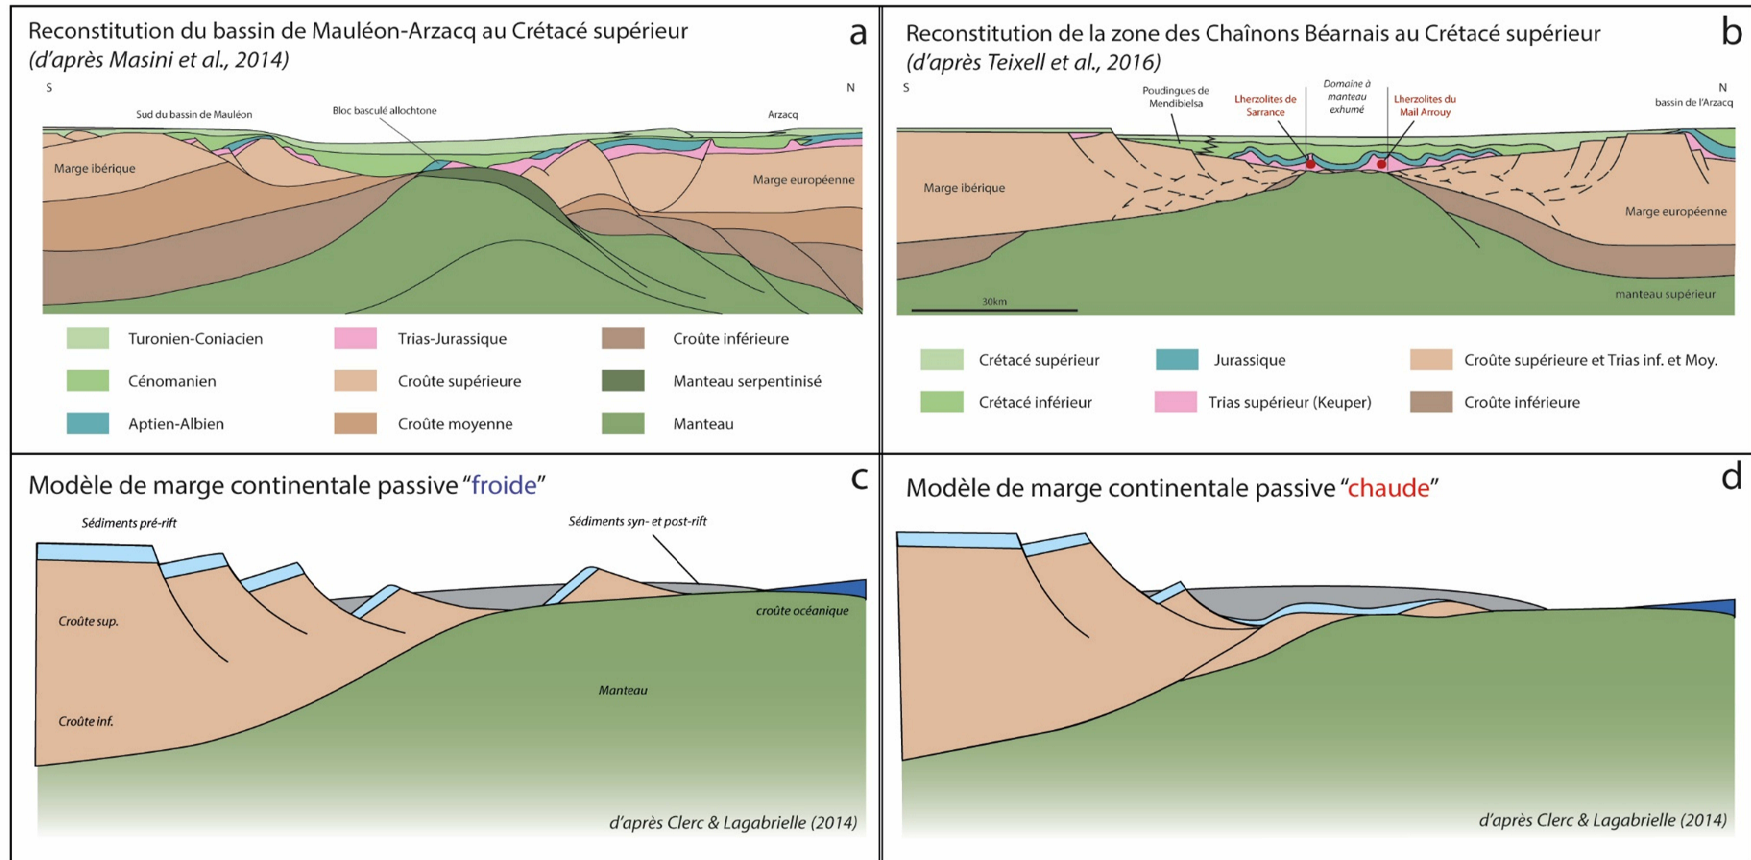 Reconstitution du bassin de Mauléon-Arzacq au Crétacé supérieur
(d'après Masini et al., 2014)
a
S
N
Sud du bassin de Mauléon
Bloc basculé allochtone
Arzacq
Marge ibérique
Marge européenne
Turonien-Coniacien
Trias-Jurassique
Croûte inférieure
Cénomanien
Croûte supérieure
Manteau serpentinisé
Aptien-Albien
Croûte moyenne
Manteau
Reconstitution de la zone des Chaînons Béarnais au Crétacé supérieur
(d'après Teixell et al., 2016)
b
S
N
Poudingues de
Mendibielsa
Lherzolites de
Sarrance
Domaine à
manteau
exhumé
Lherzolites du
Mail Arrouy
bassin de l'Arzacq
Marge ibérique
Marge européenne
30km
manteau supérieur
Crétacé supérieur
Jurassique
Croûte supérieure et Trias inf. et Moy.
Crétacé inférieur
Trias supérieur (Keuper)
Croûte inférieure
Modèle de marge continentale passive "froide"
c
Sédiments pré-rift
Sédiments syn- et post-rift
Croûte sup.
croûte océanique
Manteau
Croûte inf.
d'après Clerc & Lagabrielle (2014)
Modèle de marge continentale passive "chaude"
d
d'après Clerc & Lagabrielle (2014)